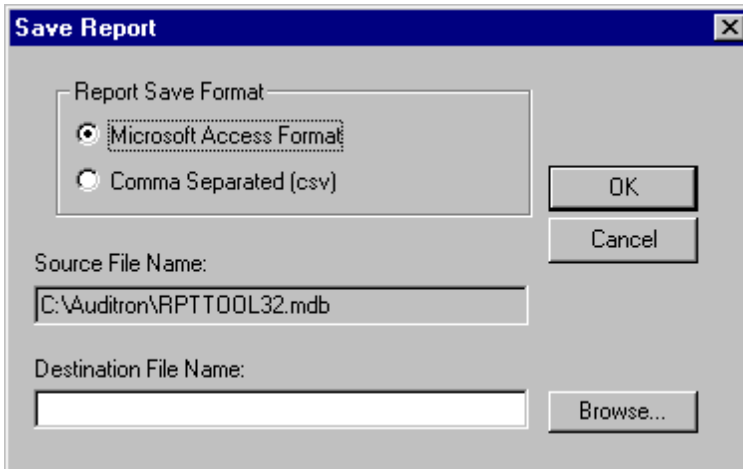 Save Report
Report Save Format
Microsoft Access Format
Comma Separated (csv)
OK
Cancel
Source File Name:
C:\Auditron\RPTTOOL32.mdb
Destination File Name:
Browse...